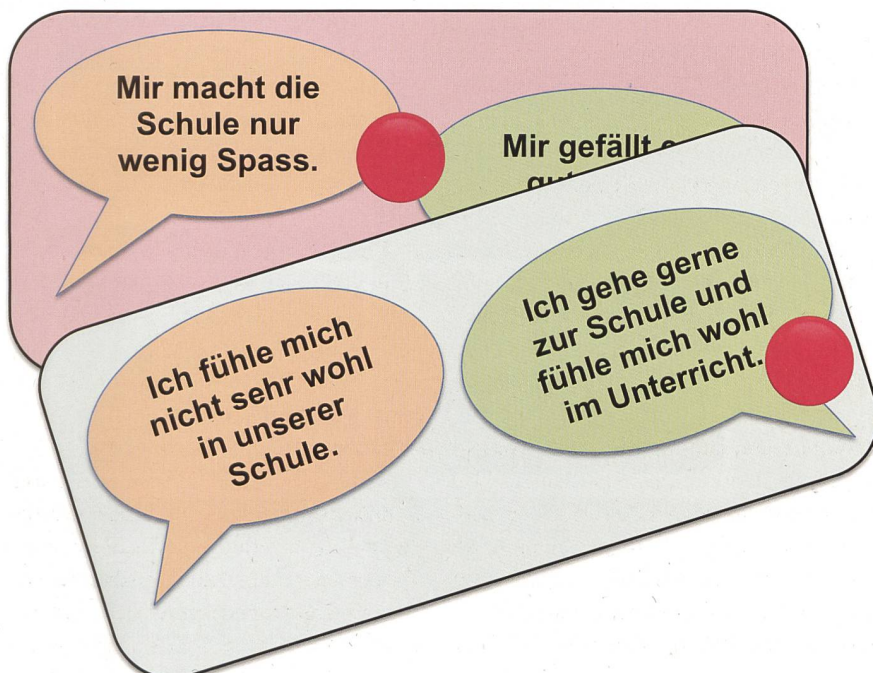 Mir macht die
Schule nur
wenig Spass.
Mir gefällt
Ich fühle mich
nicht sehr wohl
in unserer
Schule.
Ich gehe gerne
zur Schule und
fühle mich wohl
im Unterricht.